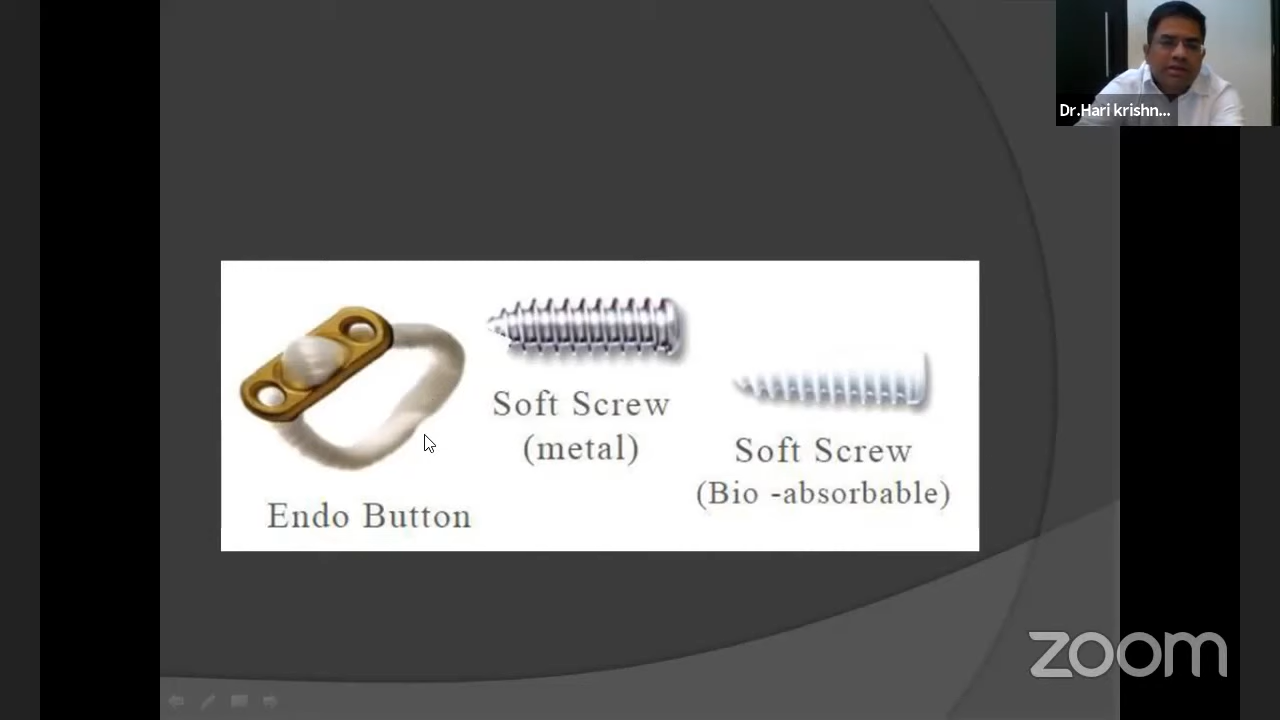 Dr.Hari krishn...
Soft Screw
(metal)
Soft Screw
(Bio -absorbable)
Endo Button
zoom